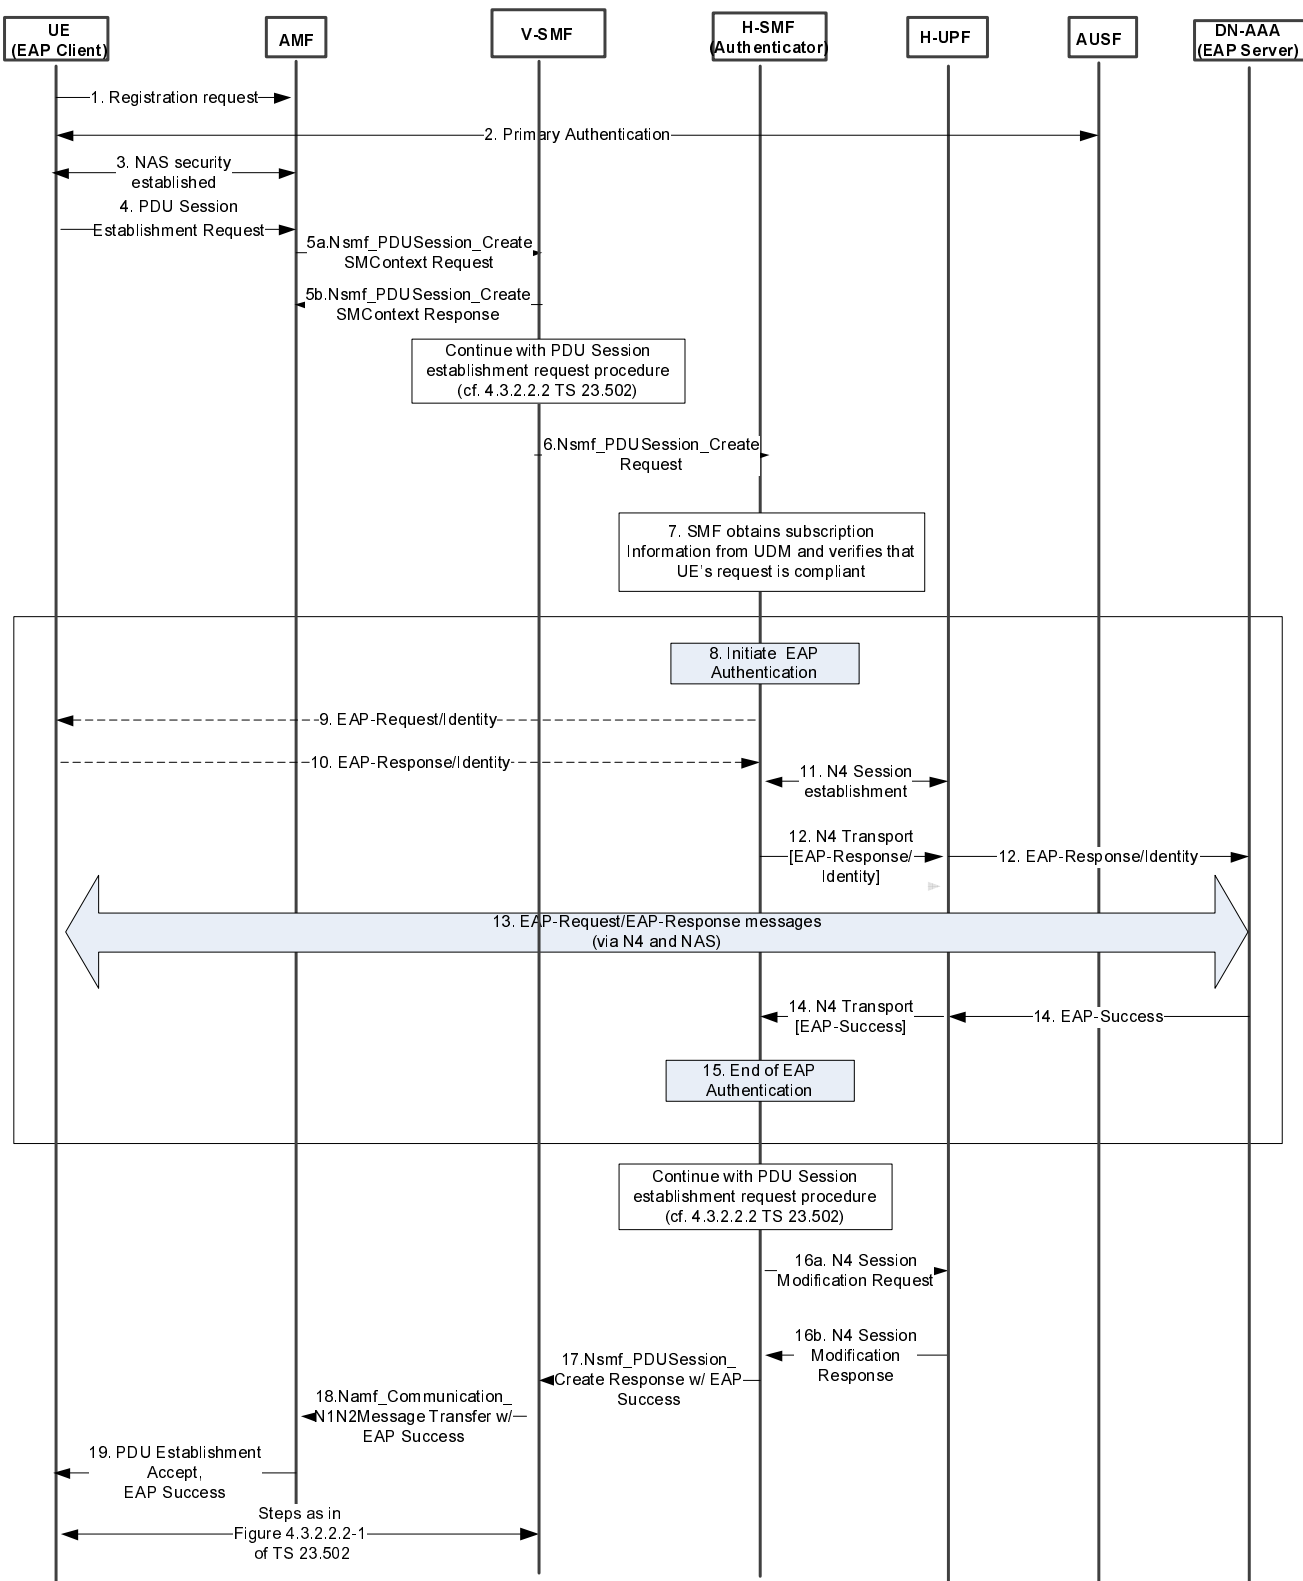 UE
(EAP Client)
AMF
V-SMF
H-SMF
(Authenticator)
H-UPF
AUSF
DN-AAA
(EAP Server)
1. Registration request
2. Primary Authentication
3. NAS security
established
4. PDU Session
Establishment Request
5a.Nsmf_PDUSession_Create
SMContext Request
5b.Nsmf_PDUSession_Create
SMContext Response
Continue with PDU Session
establishment request procedure
(cf. 4.3.2.2.2 TS 23.502)
6.Nsmf_PDUSession_Create
Request
7. SMF obtains subscription
Information from UDM and verifies that
UE's request is compliant
8. Initiate EAP
Authentication
9. EAP-Request/Identity
10. EAP-Response/Identity
11. N4 Session
establishment
12. N4 Transport
[EAP-Response/
Identity]
12. EAP-Response/Identity
13. EAP-Request/EAP-Response messages
(via N4 and NAS)
14. N4 Transport
[EAP-Success]
14. EAP-Success
15. End of EAP
Authentication
Continue with PDU Session
establishment request procedure
(cf. 4.3.2.2.2 TS 23.502)
16a. N4 Session
Modification Request
16b. N4 Session
Modification
Response
17.Nsmf_PDUSession_
Create Response w/ EAP
Success
18.Namf_Communication_
N1N2Message Transfer w/
EAP Success
19. PDU Establishment
Accept,
EAP Success
Steps as in
Figure 4.3.2.2.2-1
of TS 23.502